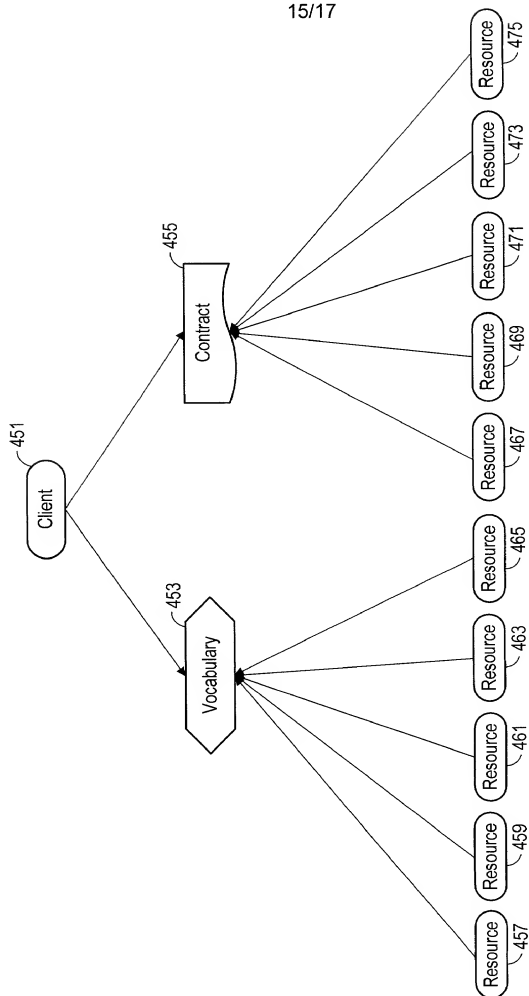 15/17
451
Client
453
Vocabulary
455
Contract
Resource
457
Resource
459
Resource
461
Resource
463
Resource
465
Resource
467
Resource
469
Resource
471
Resource
473
Resource
475